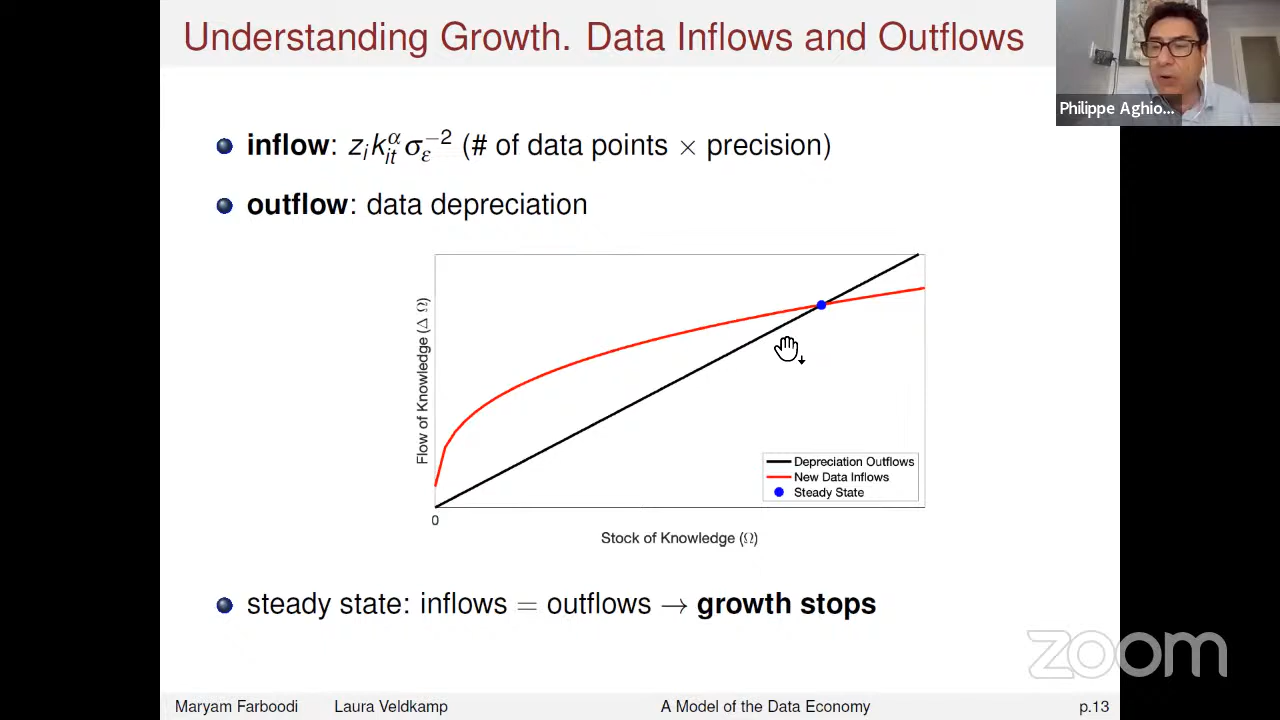 Understanding Growth. Data Inflows and Outflows
Philippe Aghio...
inflow: z_i k_{it}^α σ_ε^{−2} (# of data points × precision)
outflow: data depreciation
Flow of Knowledge (Δ Ω)
Depreciation Outflows
New Data Inflows
Steady State
0
Stock of Knowledge (Ω)
steady state: inflows = outflows → growth stops
zoom
Maryam Farboodi Laura Veldkamp A Model of the Data Economy p.13